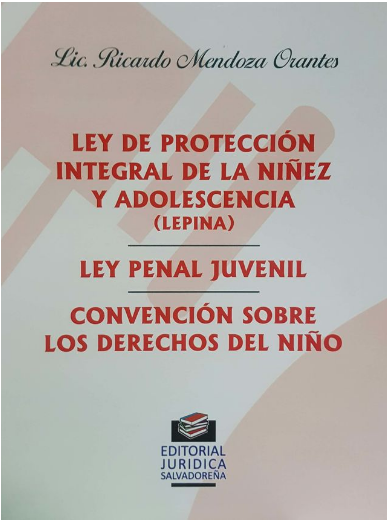 Lic. Ricardo Mendoza Orantes
LEY DE PROTECCIÓN
INTEGRAL DE LA NIÑEZ
Y ADOLESCENCIA
(LEPINA)
LEY PENAL JUVENIL
CONVENCIÓN SOBRE
LOS DERECHOS DEL NIÑO
EDITORIAL
JURIDICA
SALVADOREÑA